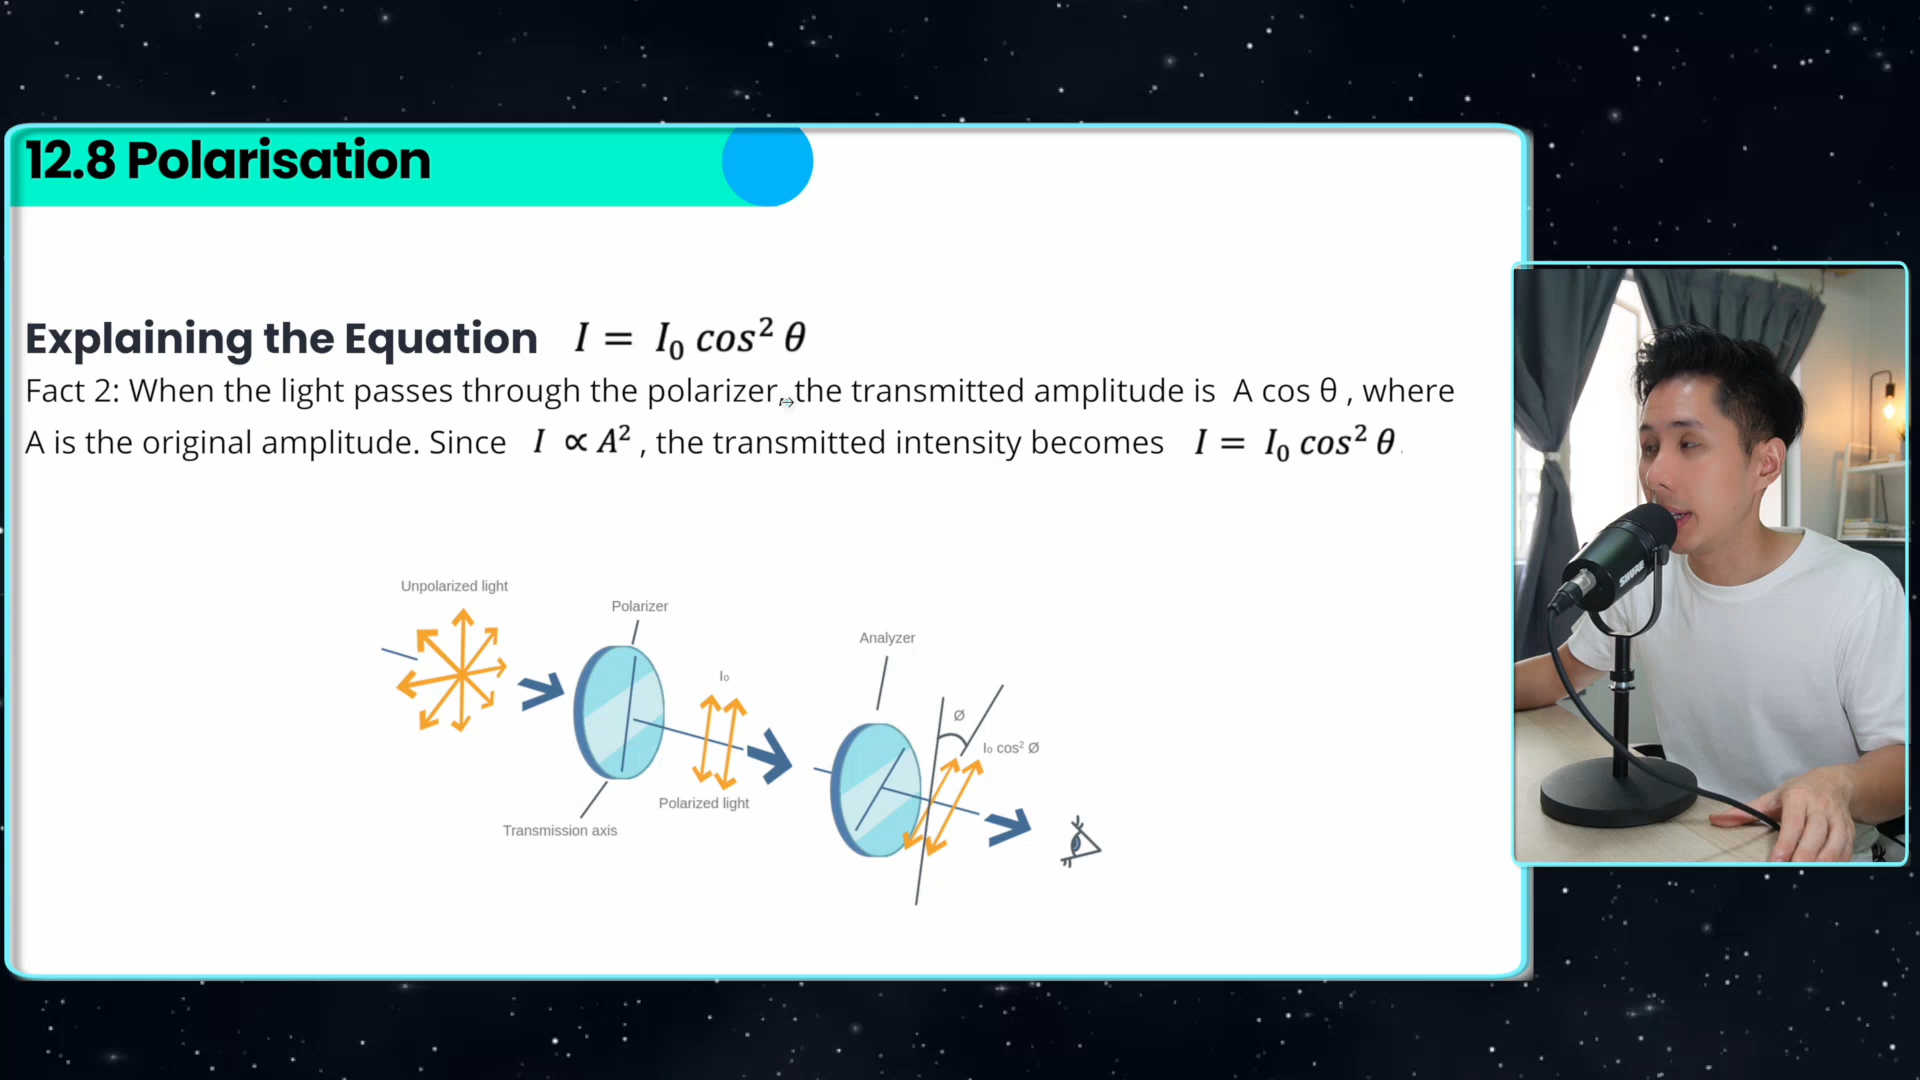 12.8 Polarisation
Explaining the Equation I = I₀ cos² θ
Fact 2: When the light passes through the polarizer, the transmitted amplitude is A cos θ , where
A is the original amplitude. Since I ∝ A² , the transmitted intensity becomes I = I₀ cos² θ.
Unpolarized light
Polarizer
Analyzer
I₀
Ø
I₀ cos² Ø
Polarized light
Transmission axis
SHURE